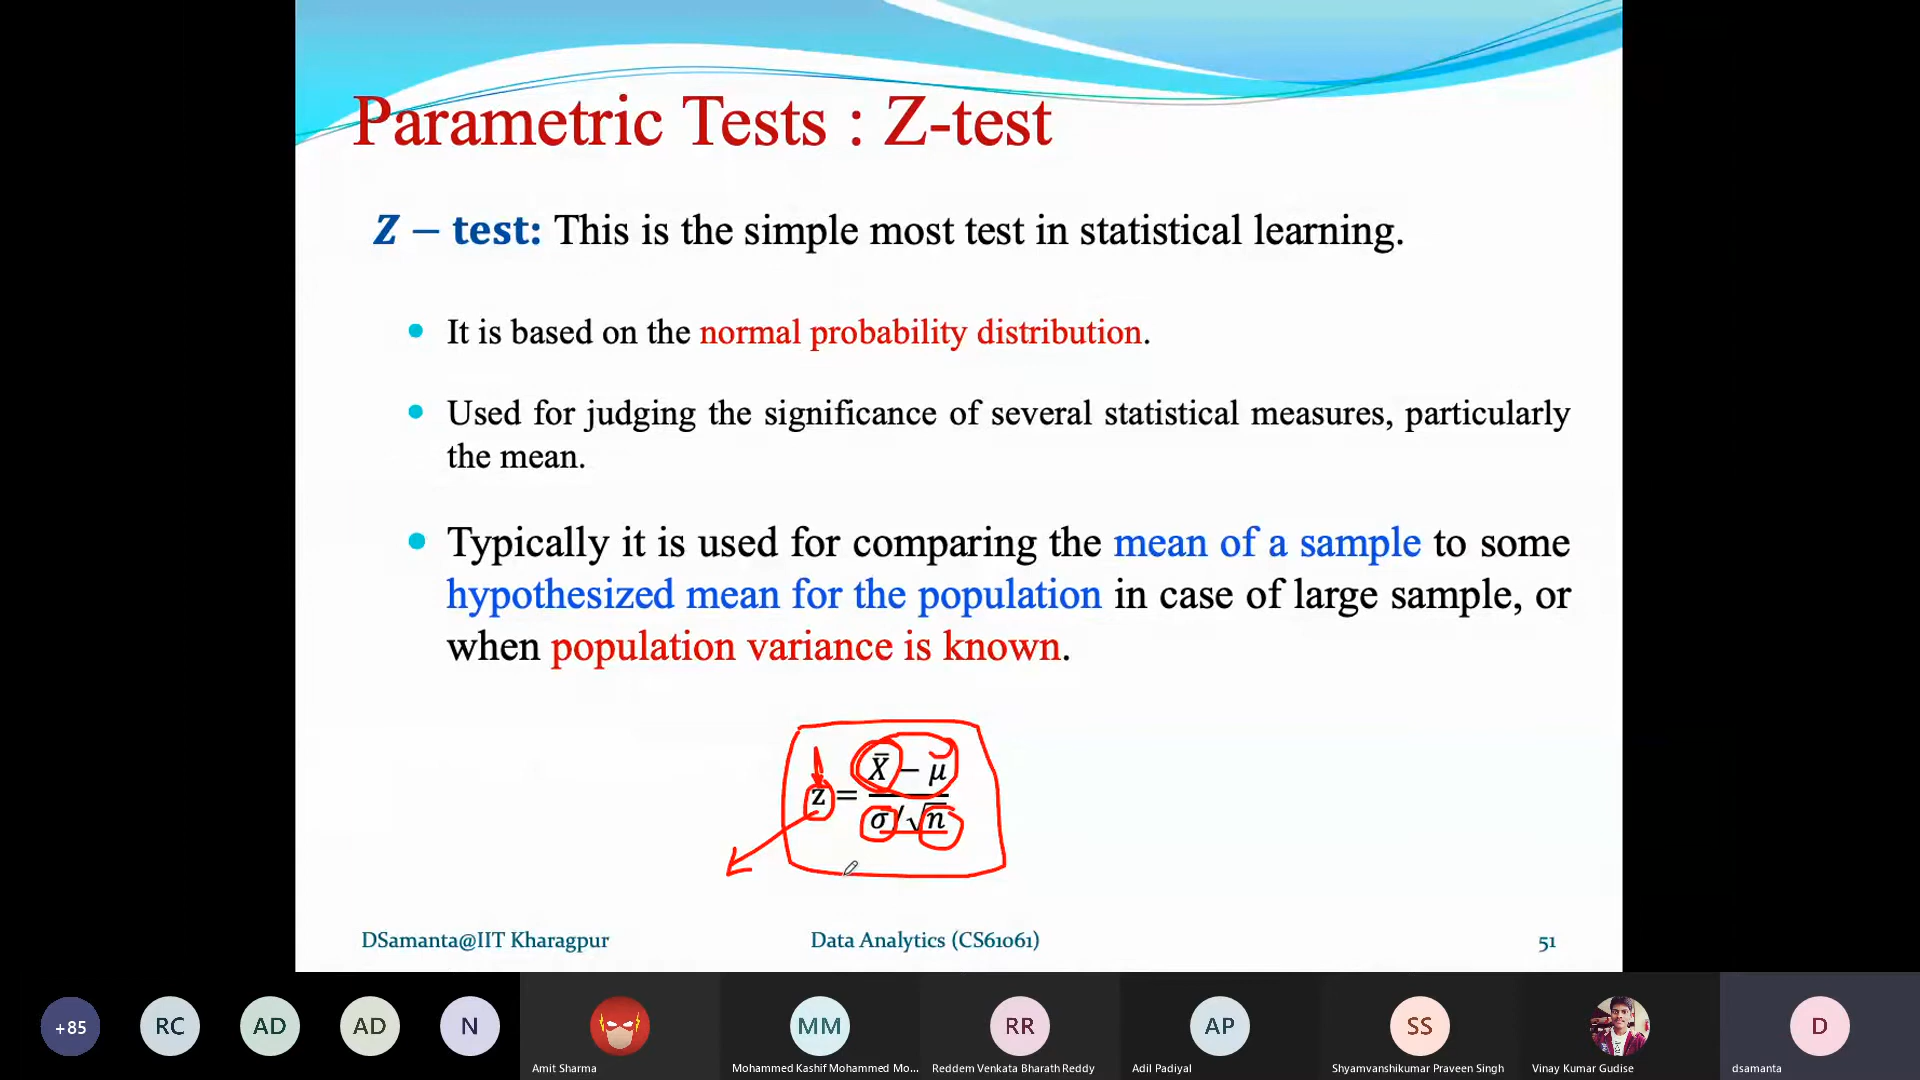 Parametric Tests : Z-test
Z – test: This is the simple most test in statistical learning.
It is based on the normal probability distribution.
Used for judging the significance of several statistical measures, particularly
the mean.
Typically it is used for comparing the mean of a sample to some
hypothesized mean for the population in case of large sample, or
when population variance is known.
z = (X̄ – μ) / (σ/√n)
DSamanta@IIT Kharagpur
Data Analytics (CS61061)
51
+85
RC
AD
AD
N
MM
RR
AP
SS
D
Amit Sharma
Mohammed Kashif Mohammed Mo...
Reddem Venkata Bharath Reddy
Adil Padiyal
Shyamvanshikumar Praveen Singh
Vinay Kumar Gudise
dsamanta